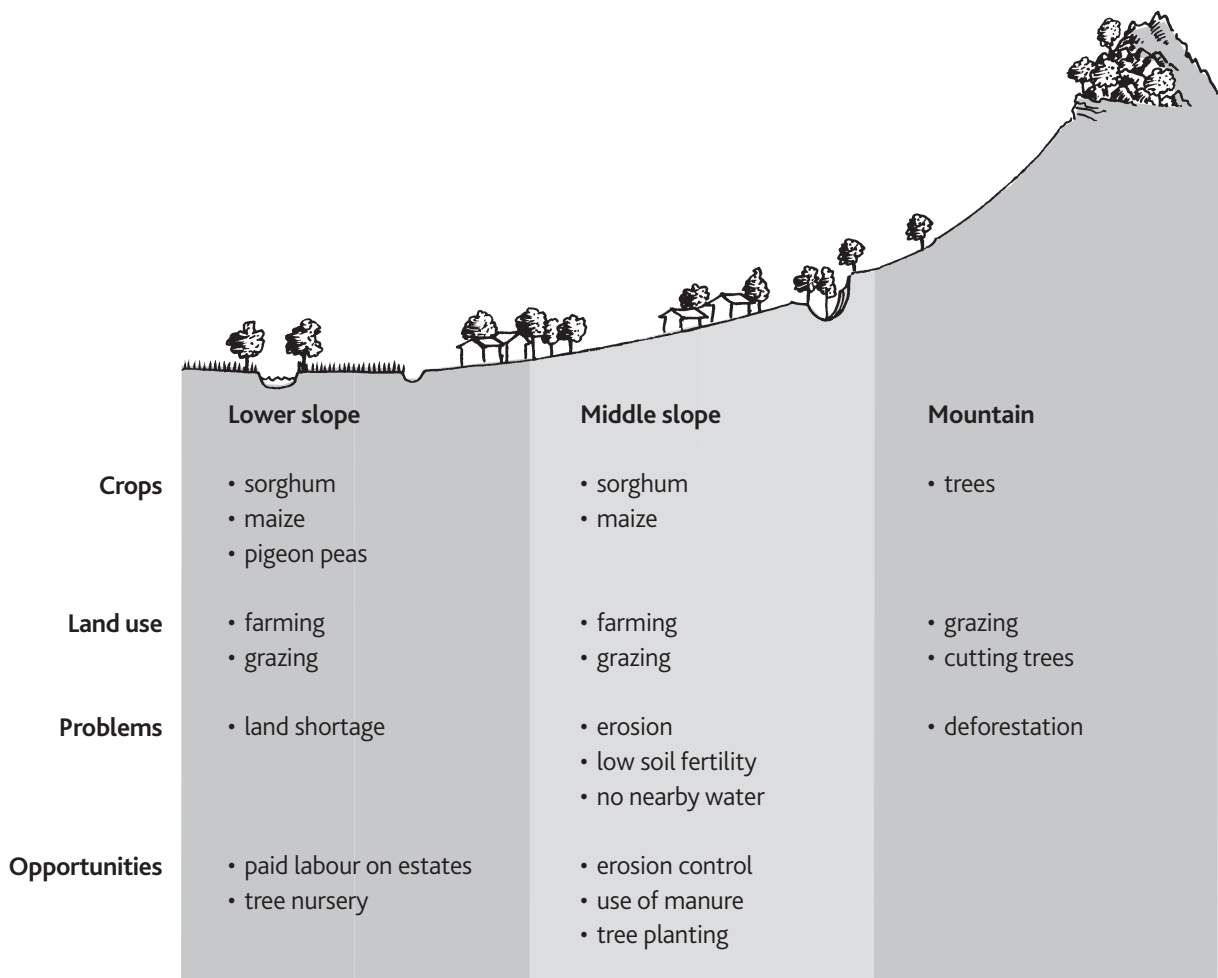 Lower slope Middle slope Mountain
Crops • sorghum • sorghum • trees
• maize • maize
• pigeon peas
Land use • farming • farming • grazing
• grazing • grazing • cutting trees
Problems • land shortage • erosion • deforestation
• low soil fertility
• no nearby water
Opportunities • paid labour on estates • erosion control
• tree nursery • use of manure
• tree planting